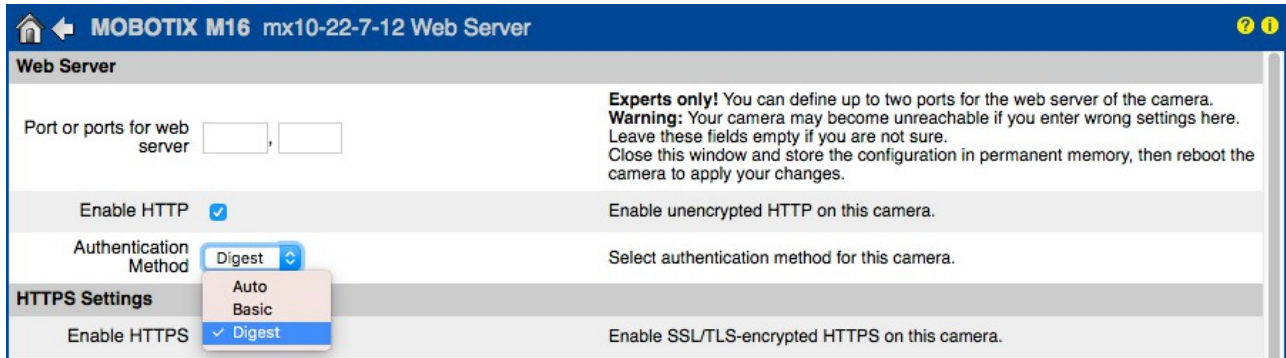 MOBOTIX M16 mx10-22-7-12 Web Server
? i
Web Server
Port or ports for web
server
,
Experts only! You can define up to two ports for the web server of the camera.
Warning: Your camera may become unreachable if you enter wrong settings here.
Leave these fields empty if you are not sure.
Close this window and store the configuration in permanent memory, then reboot the
camera to apply your changes.
Enable HTTP
Enable unencrypted HTTP on this camera.
Authentication
Method
Digest
Select authentication method for this camera.
Auto
Basic
✓ Digest
HTTPS Settings
Enable HTTPS
Enable SSL/TLS-encrypted HTTPS on this camera.